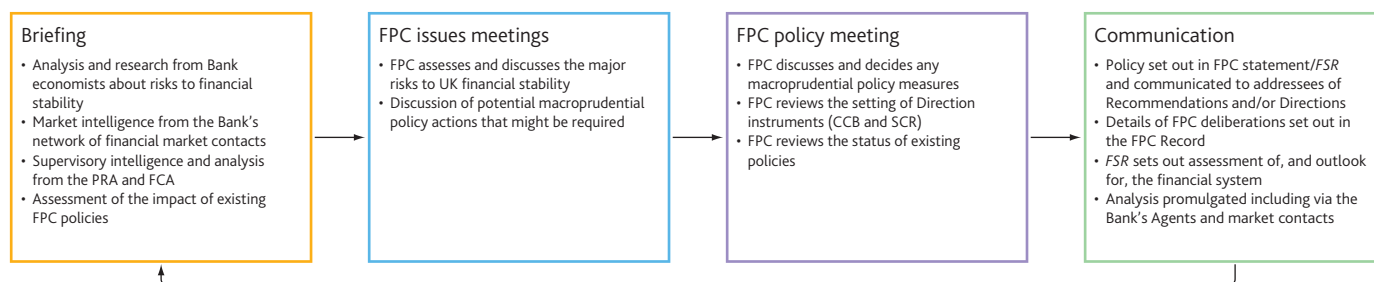 Briefing
• Analysis and research from Bank
economists about risks to financial
stability
• Market intelligence from the Bank's
network of financial market contacts
• Supervisory intelligence and analysis
from the PRA and FCA
• Assessment of the impact of existing
FPC policies
FPC issues meetings
• FPC assesses and discusses the major
risks to UK financial stability
• Discussion of potential macroprudential
policy actions that might be required
FPC policy meeting
• FPC discusses and decides any
macroprudential policy measures
• FPC reviews the setting of Direction
instruments (CCB and SCR)
• FPC reviews the status of existing
policies
Communication
• Policy set out in FPC statement/FSR
and communicated to addressees of
Recommendations and/or Directions
• Details of FPC deliberations set out in
the FPC Record
• FSR sets out assessment of, and outlook
for, the financial system
• Analysis promulgated including via the
Bank's Agents and market contacts